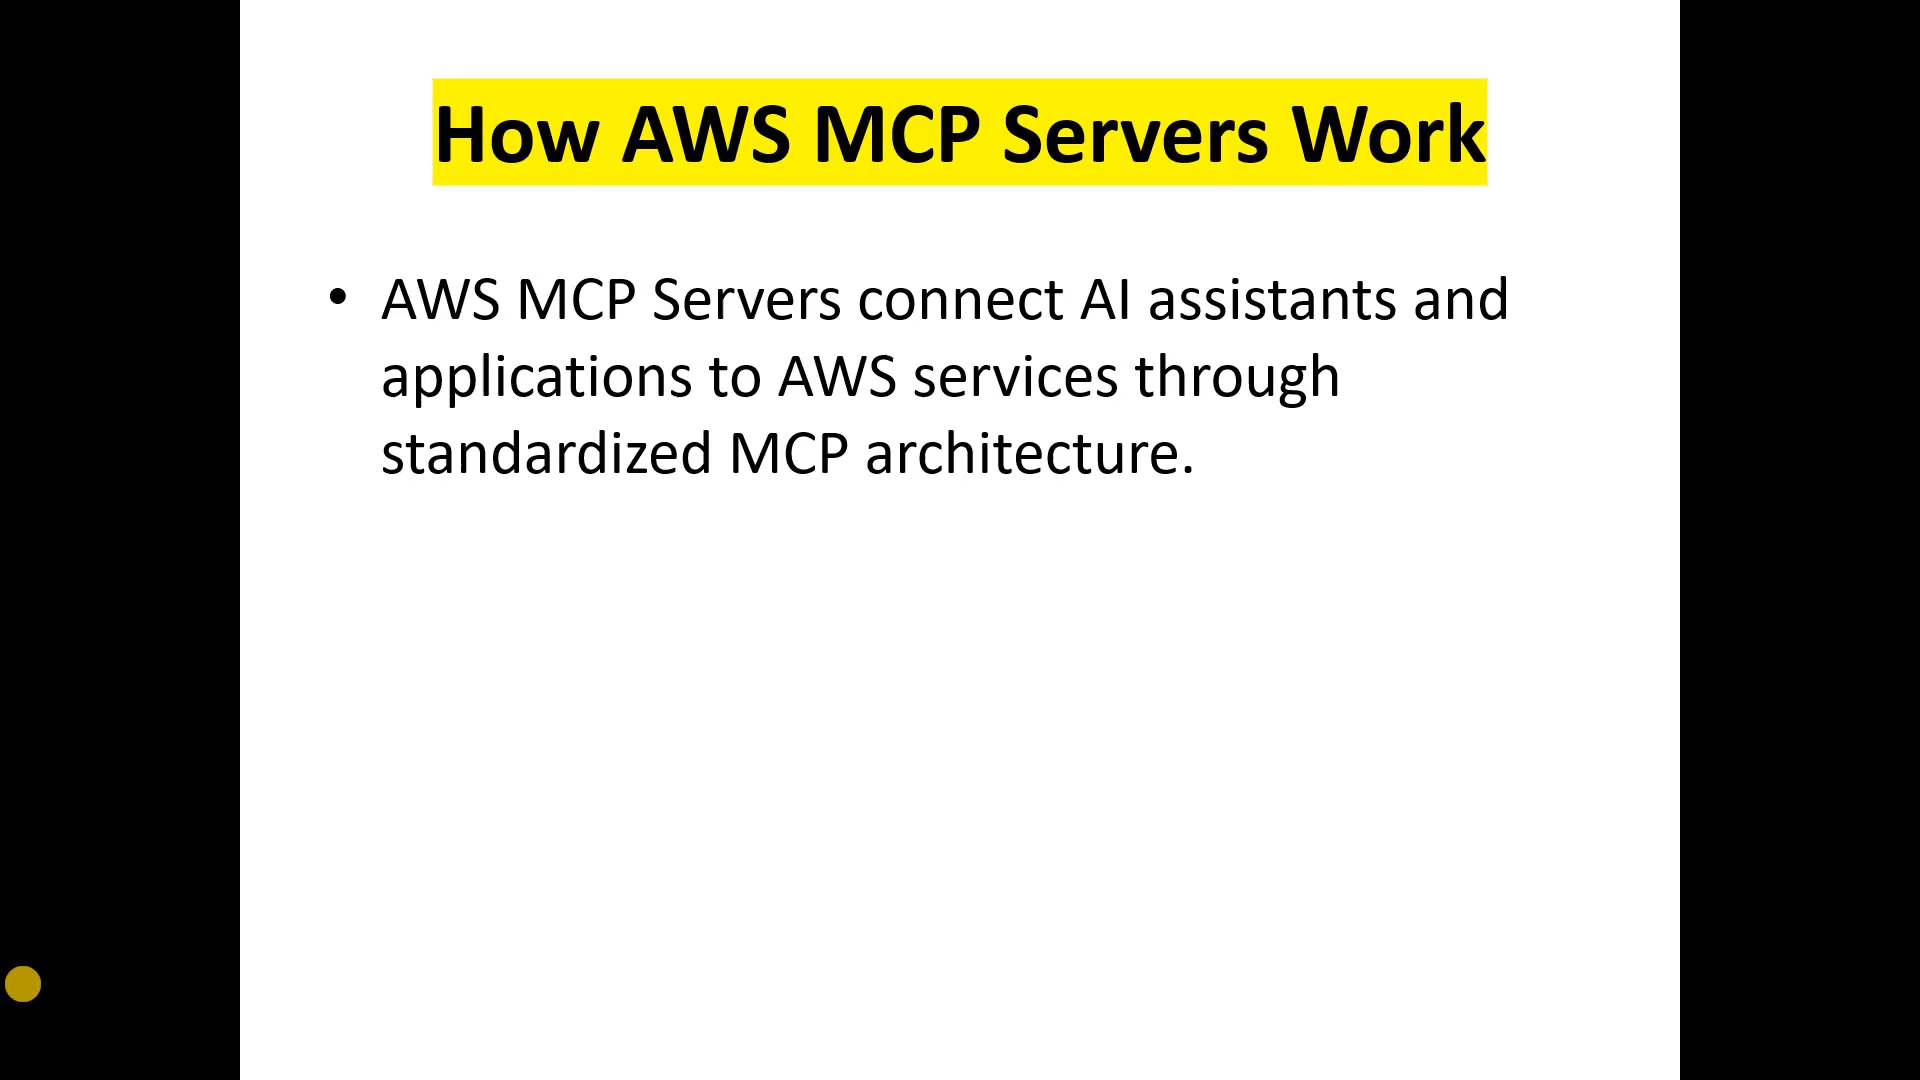 How AWS MCP Servers Work
• AWS MCP Servers connect AI assistants and
applications to AWS services through
standardized MCP architecture.